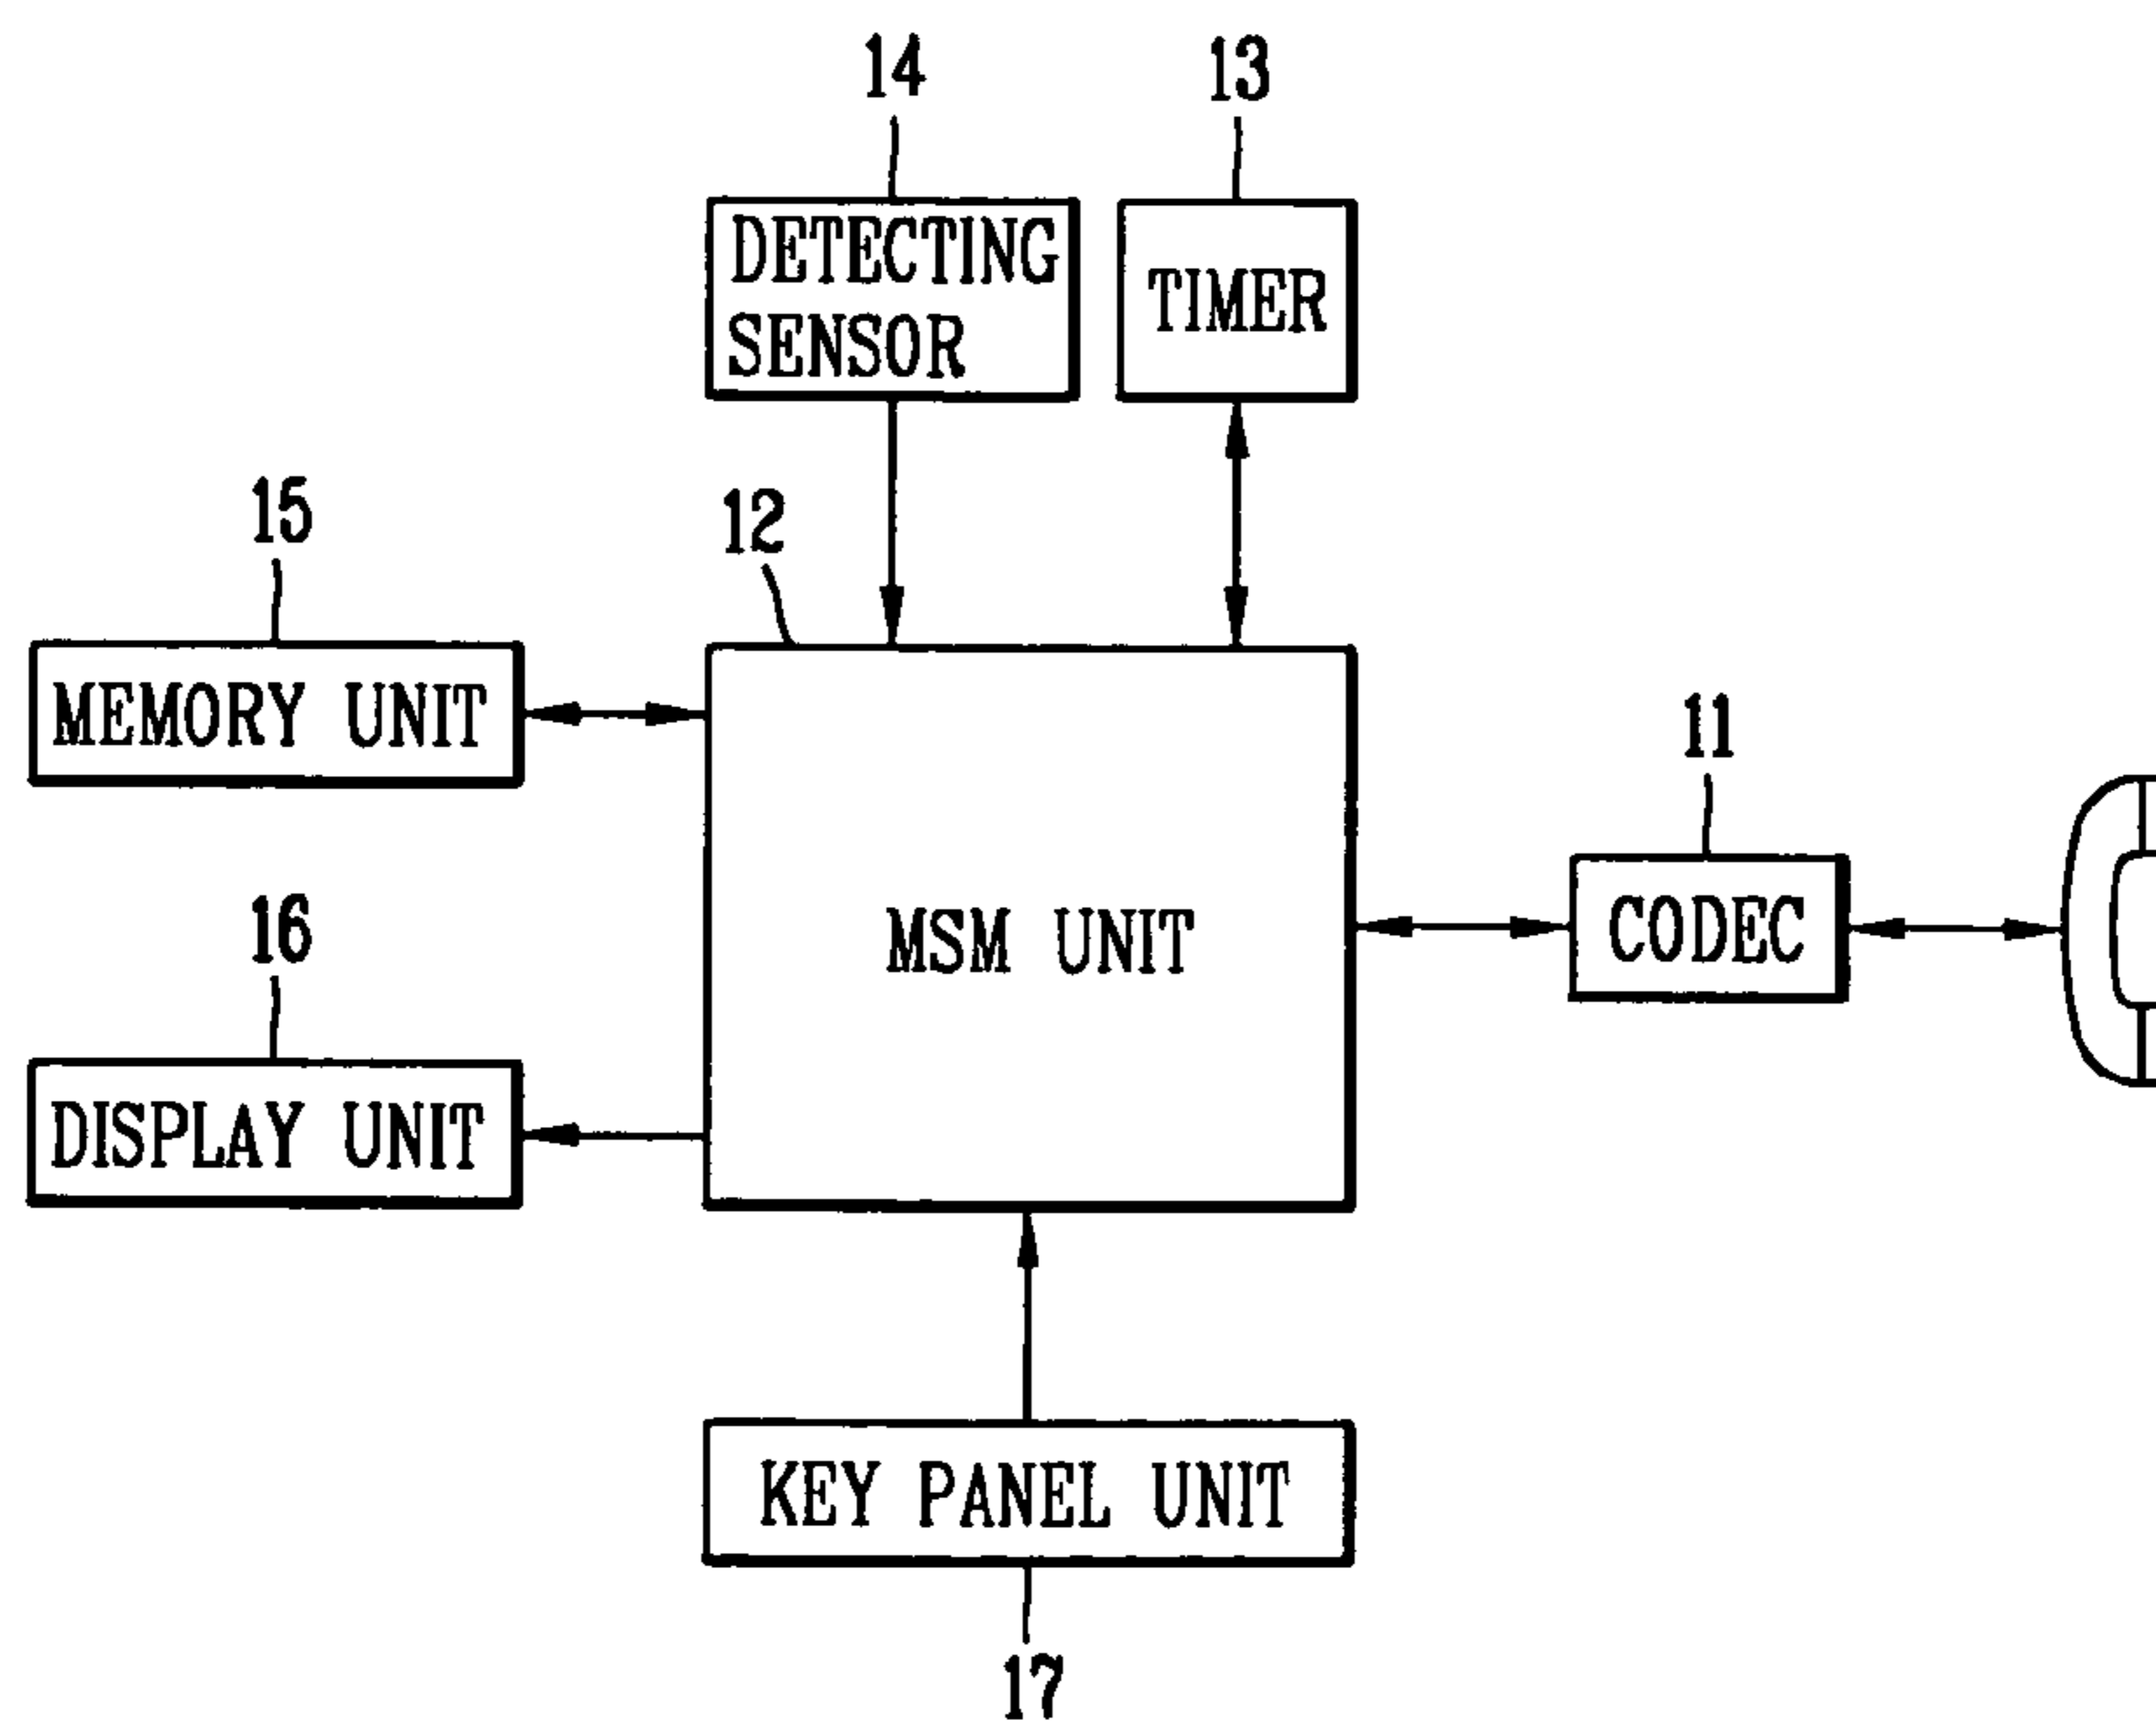 14
13
DETECTING
SENSOR
TIMER
15
12
MEMORY UNIT
11
16
MSM UNIT
CODEC
DISPLAY UNIT
KEY PANEL UNIT
17